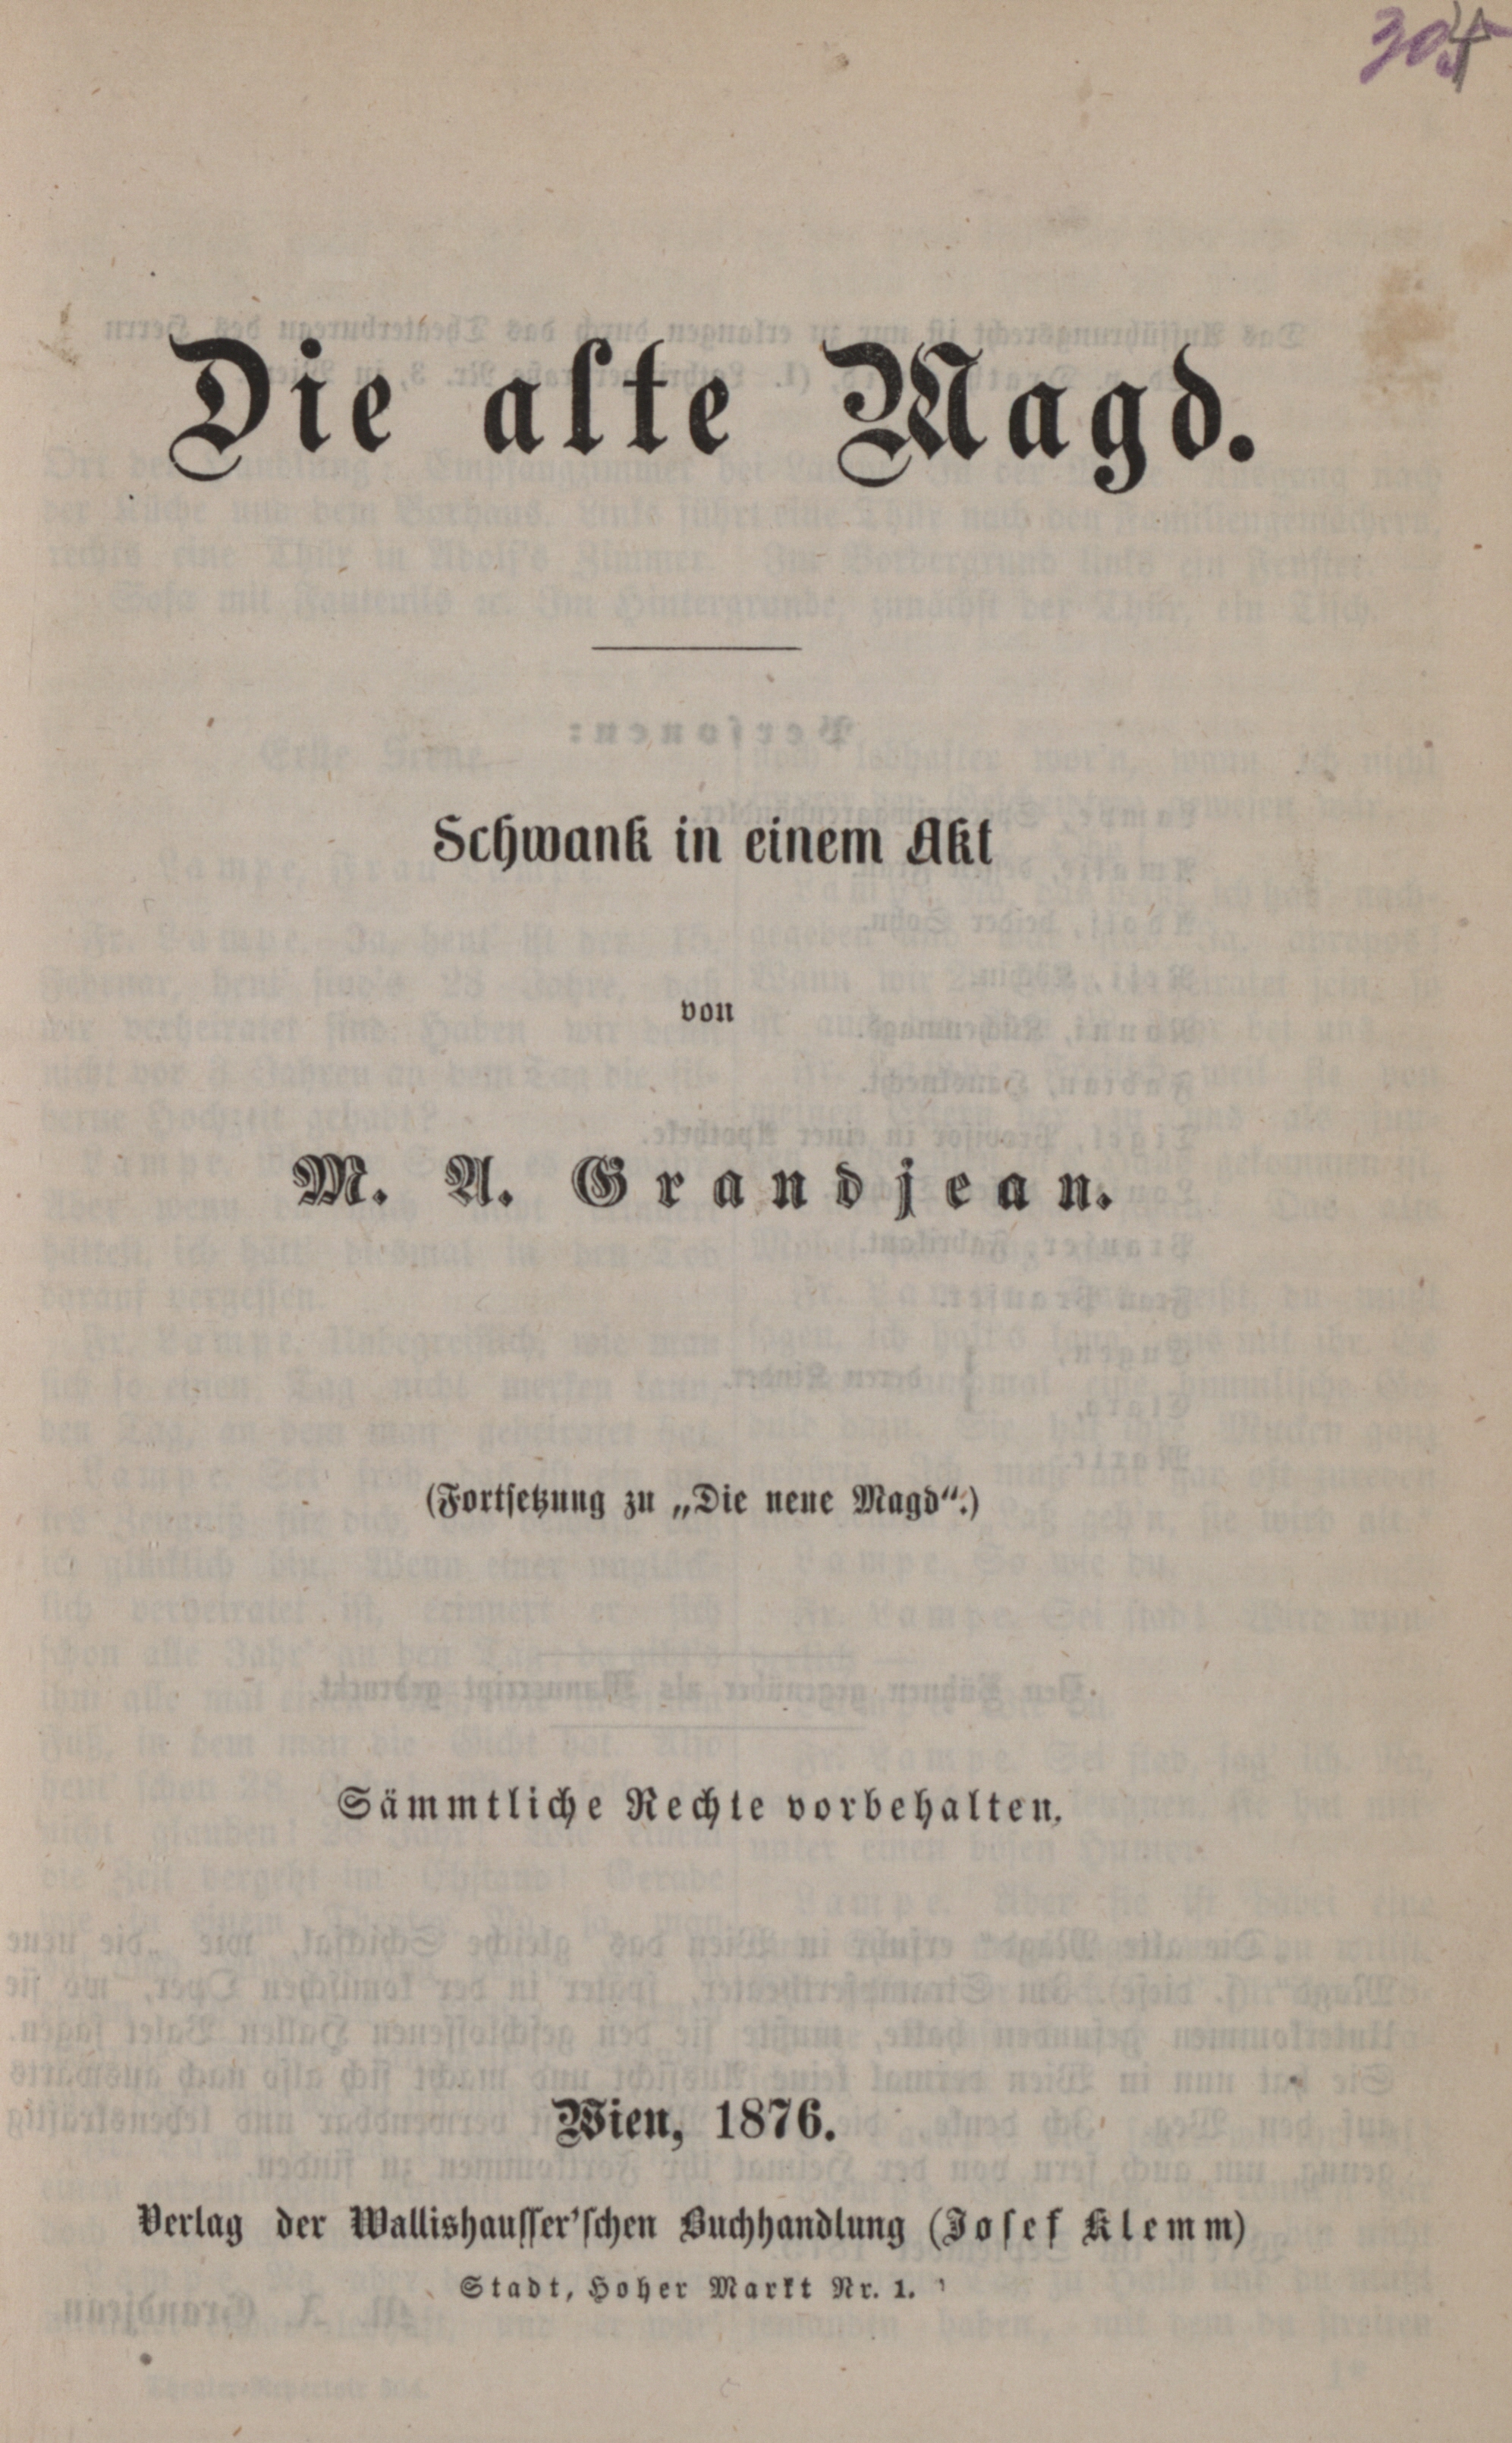 Die alte Magd.
Schwank in einem Akt
von
M. A. Grandjean.
(Fortsetzung zu „Die neue Magd“.)
Sämmtliche Rechte vorbehalten.
Wien, 1876.
Verlag der Wallishausser'schen Buchhandlung (Josef Klemm)
Stadt, Hoher Markt Nr. 1.